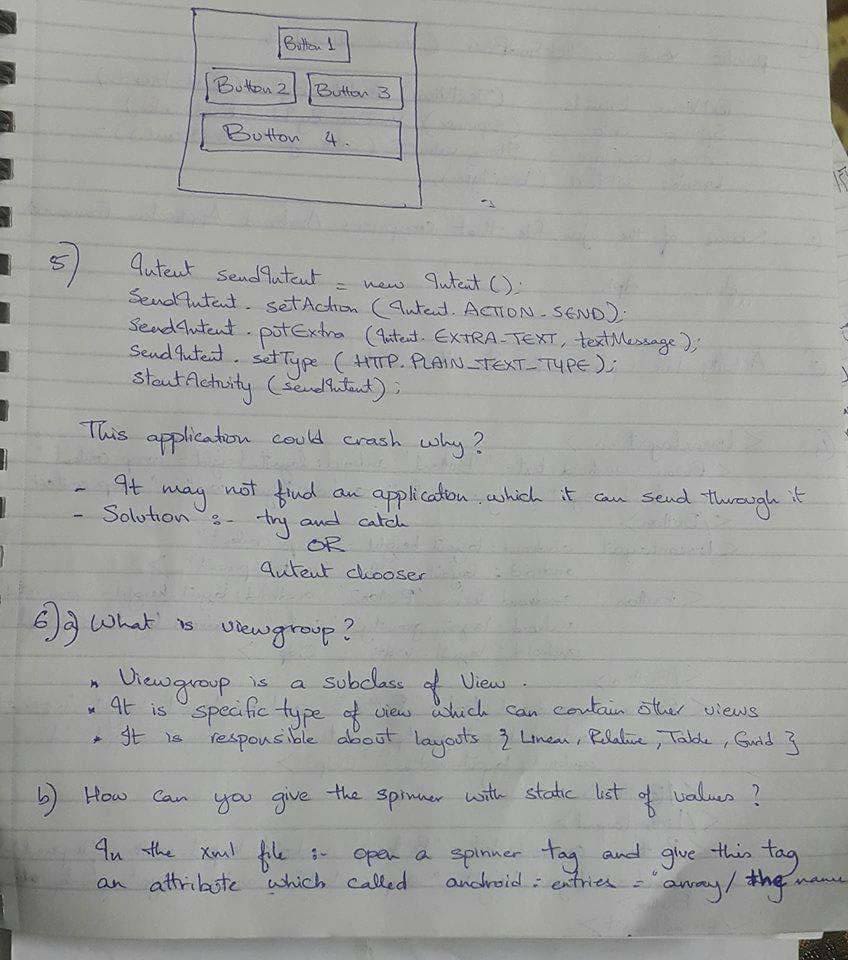 Button 1
Button 2 Button 3
Button 4.
5) Intent sendIntent = new Intent();
SendIntent. setAction (Intent. ACTION_SEND);
SendIntent. putExtra (Intent. EXTRA_TEXT, textMessage);
SendIntent. setType (HTTP. PLAIN_TEXT_TYPE);
StartActivity (sendIntent);
This application could crash why?
- It may not find an application which it can send through it
- Solution :- try and catch
OR
Intent chooser
6) a) What is viewgroup?
* Viewgroup is a subclass of View.
* It is specific type of view which can contain other views
* It is responsible about layouts { Linear, Relative, Table, Grid }
b) How can you give the spinner with static list of values?
In the xml file :- open a spinner tag and give this tag
an attribute which called android: entries = "array/ the name